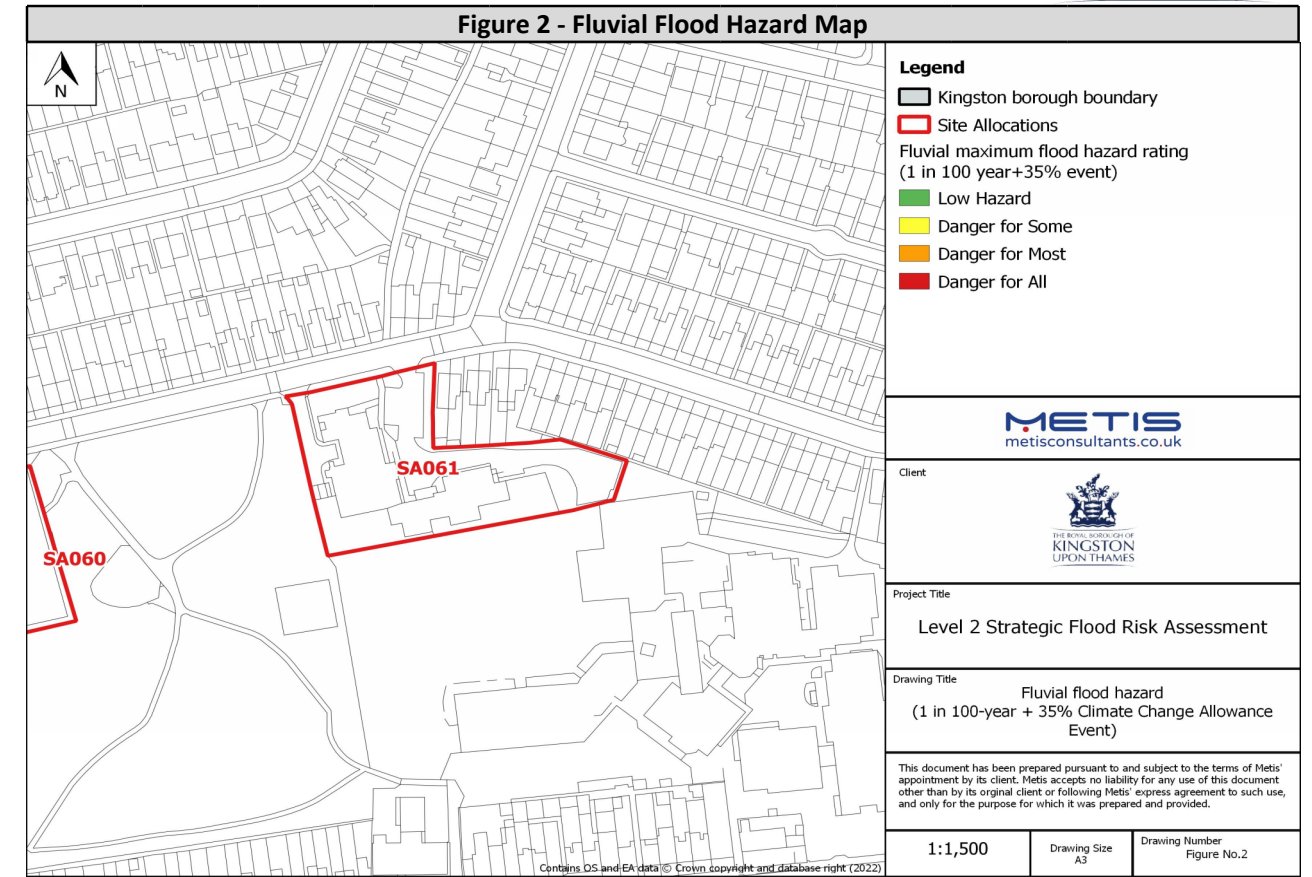 Figure 2 - Fluvial Flood Hazard Map
N
SA061
SA060
Contains OS and EA data © Crown copyright and database right (2022)
Legend
Kingston borough boundary
Site Allocations
Fluvial maximum flood hazard rating
(1 in 100 year+35% event)
Low Hazard
Danger for Some
Danger for Most
Danger for All
METIS
metisconsultants.co.uk
Client
THE ROYAL BOROUGH OF
KINGSTON
UPON THAMES
Project Title
Level 2 Strategic Flood Risk Assessment
Drawing Title
Fluvial flood hazard
(1 in 100-year + 35% Climate Change Allowance
Event)
This document has been prepared pursuant to and subject to the terms of Metis'
appointment by its client. Metis accepts no liability for any use of this document
other than by its orginal client or following Metis' express agreement to such use,
and only for the purpose for which it was prepared and provided.
1:1,500
Drawing Size
A3
Drawing Number
Figure No.2